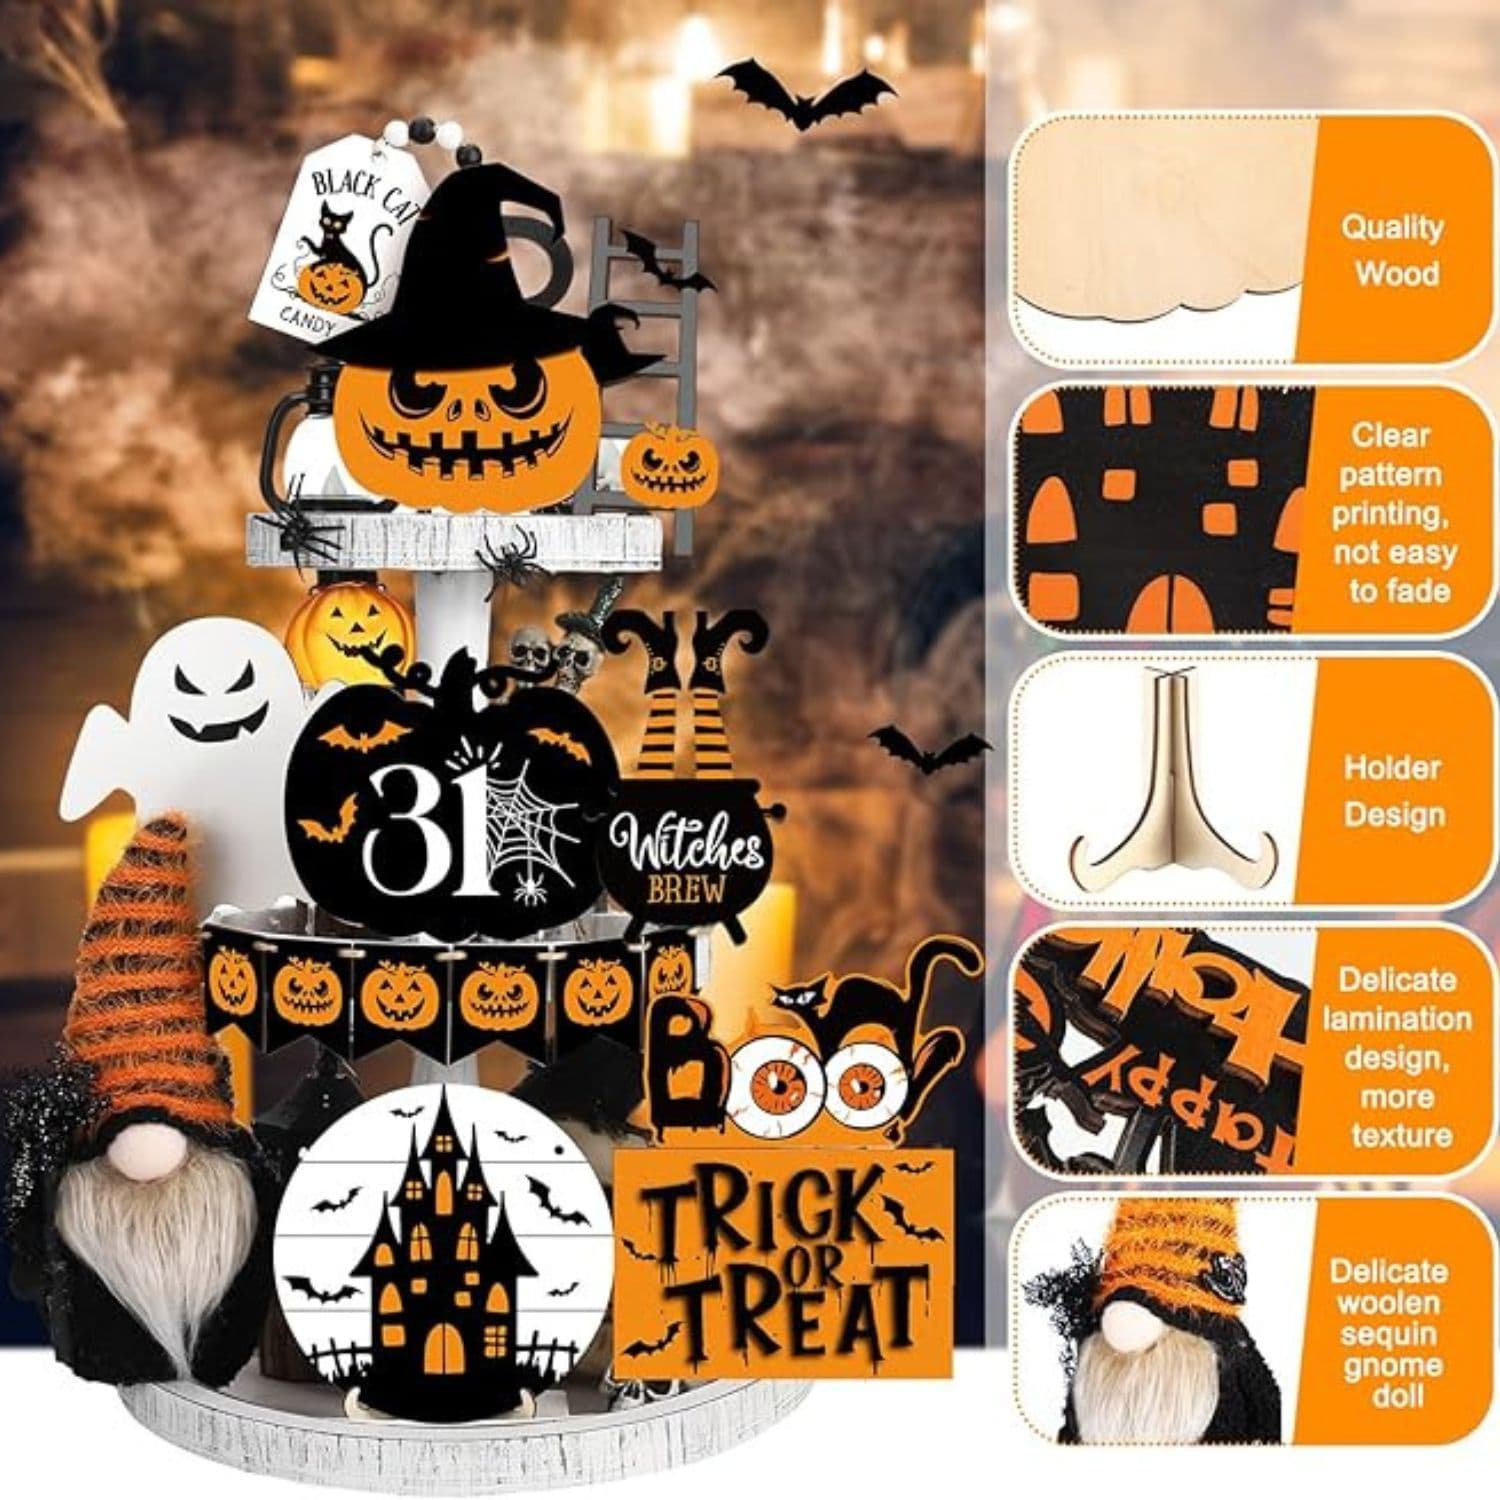 BLACK CAT
CANDY
31
Witches
BREW
BOO
TRICK
OR
TREAT
Quality
Wood
Clear
pattern
printing,
not easy
to fade
Holder
Design
Delicate
lamination
design,
more
texture
Delicate
woolen
sequin
gnome
doll